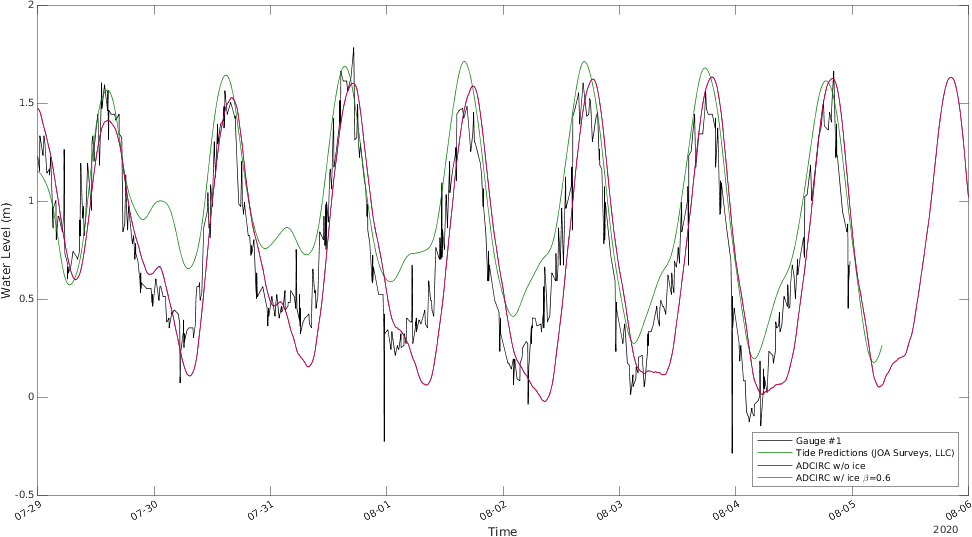 2
1.5
1
0.5
0
-0.5
Water Level (m)
07-29
07-30
07-31
08-01
08-02
08-03
08-04
08-05
08-06
Time
2020
Gauge #1
Tide Predictions (JOA Surveys, LLC)
ADCIRC w/o ice
ADCIRC w/ ice β=0.6